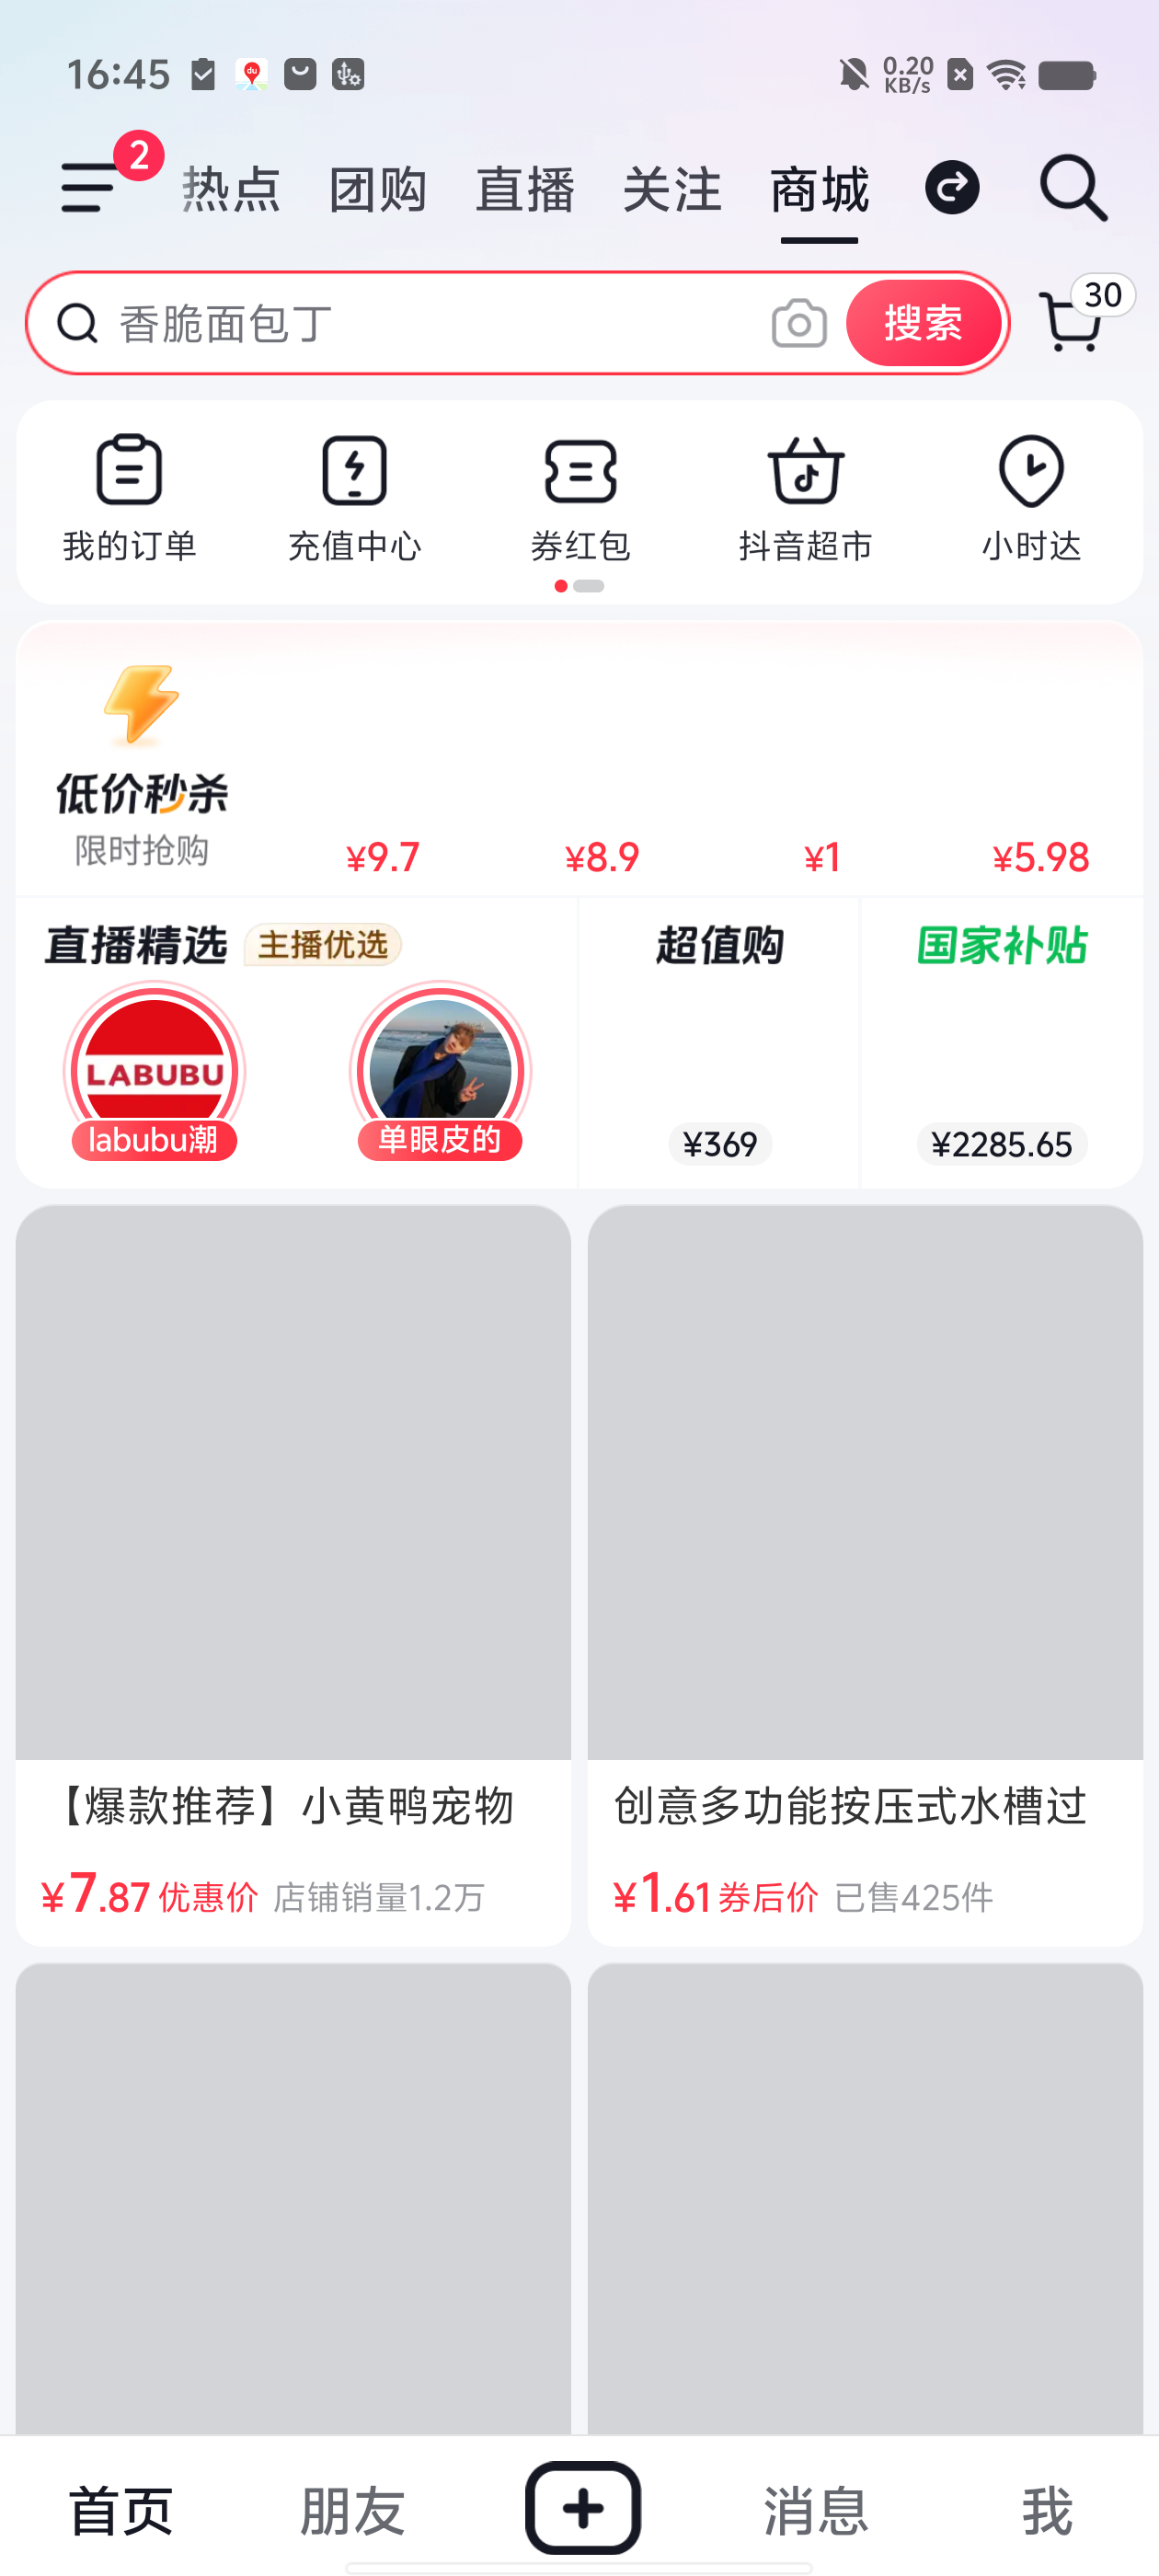 16:45
0.20 KB/s
2
热点 团购 直播 关注 商城
香脆面包丁
搜索
30
我的订单 充值中心 券红包 抖音超市 小时达
低价秒杀
限时抢购
¥9.7 ¥8.9 ¥1 ¥5.98
直播精选 主播优选 超值购 国家补贴
LABUBU
labubu潮 单眼皮的 ¥369 ¥2285.65
【爆款推荐】小黄鸭宠物
¥7.87 优惠价 店铺销量1.2万
创意多功能按压式水槽过
¥1.61 券后价 已售425件
首页 朋友 消息 我